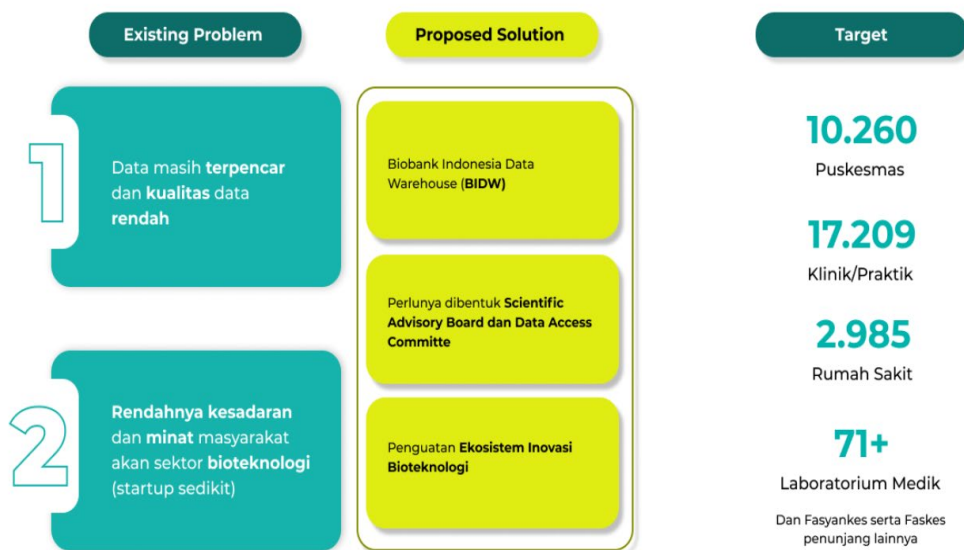 Existing Problem
Proposed Solution
Target
1
Data masih terpencar
dan kualitas data
rendah
2
Rendahnya kesadaran
dan minat masyarakat
akan sektor bioteknologi
(startup sedikit)
Biobank Indonesia Data
Warehouse (BIDW)
Perlunya dibentuk Scientific
Advisory Board dan Data Access
Committe
Penguatan Ekosistem Inovasi
Bioteknologi
10.260
Puskesmas
17.209
Klinik/Praktik
2.985
Rumah Sakit
71+
Laboratorium Medik
Dan Fasyankes serta Faskes
penunjang lainnya